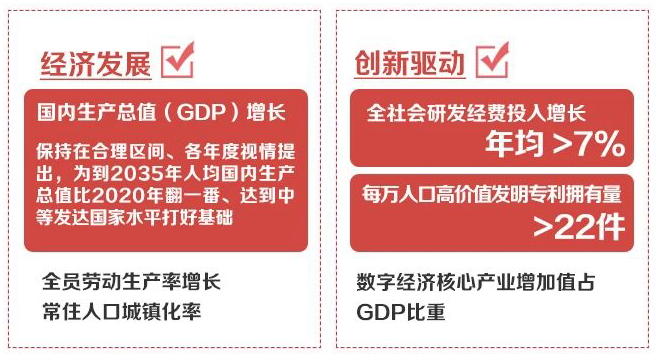 经济发展
国内生产总值（GDP）增长
保持在合理区间、各年度视情提
出，为到2035年人均国内生产
总值比2020年翻一番、达到中
等发达国家水平打好基础
全员劳动生产率增长
常住人口城镇化率
创新驱动
全社会研发经费投入增长
年均 >7%
每万人口高价值发明专利拥有量
>22件
数字经济核心产业增加值占
GDP比重